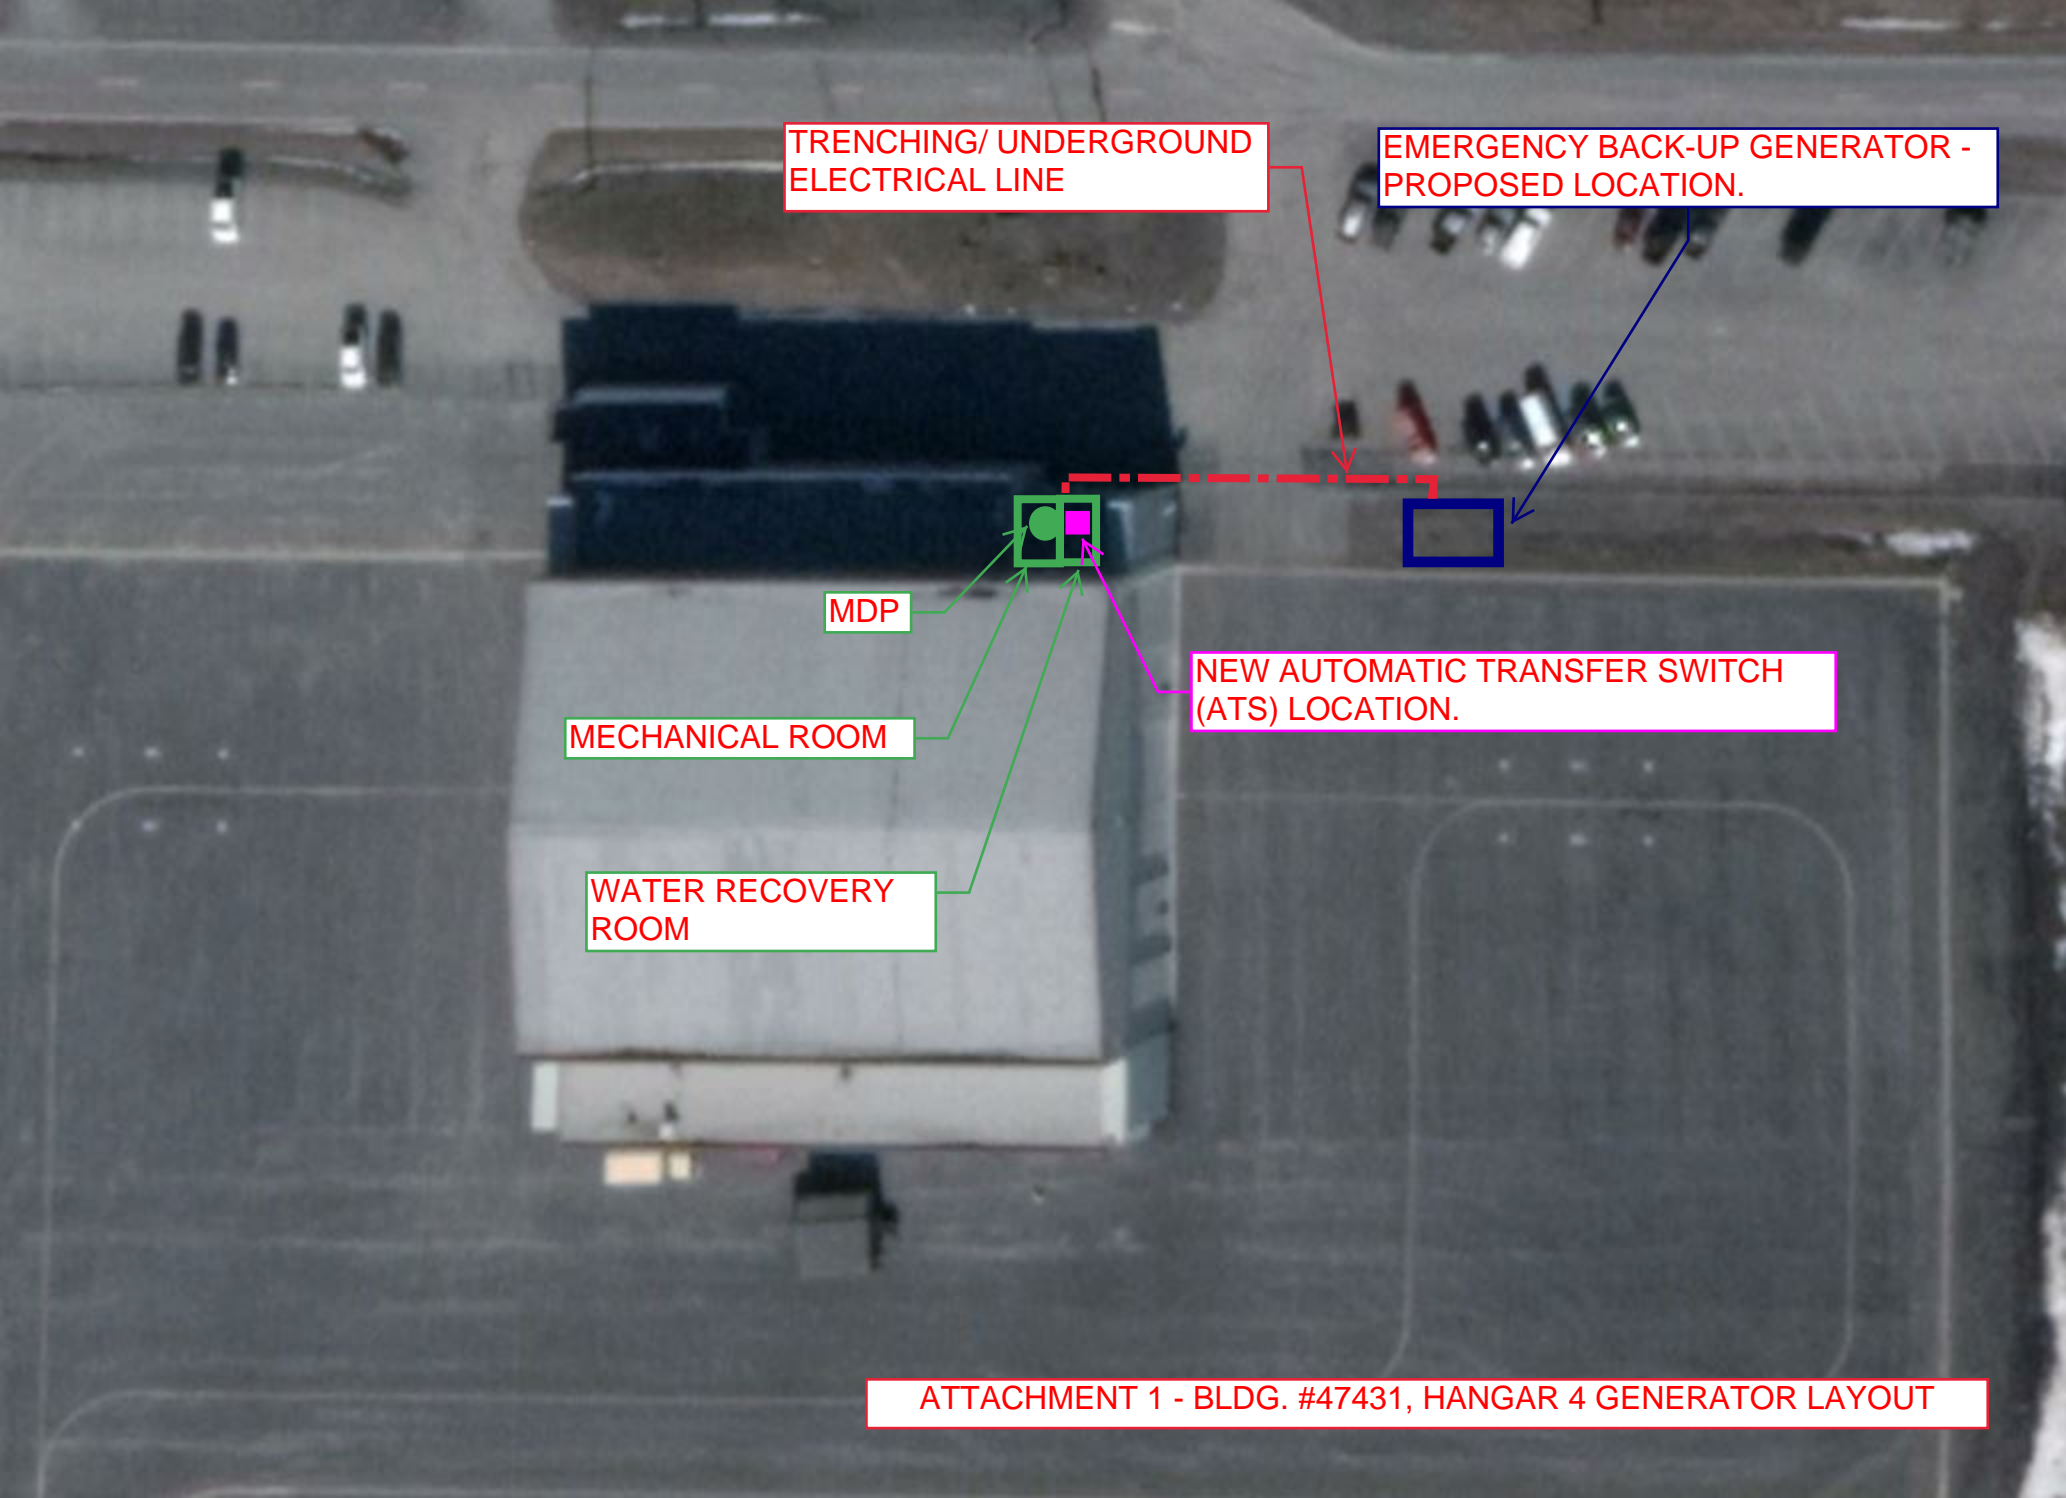 TRENCHING/ UNDERGROUND
ELECTRICAL LINE
EMERGENCY BACK-UP GENERATOR -
PROPOSED LOCATION.
MDP
NEW AUTOMATIC TRANSFER SWITCH
(ATS) LOCATION.
MECHANICAL ROOM
WATER RECOVERY
ROOM
ATTACHMENT 1 - BLDG. #47431, HANGAR 4 GENERATOR LAYOUT